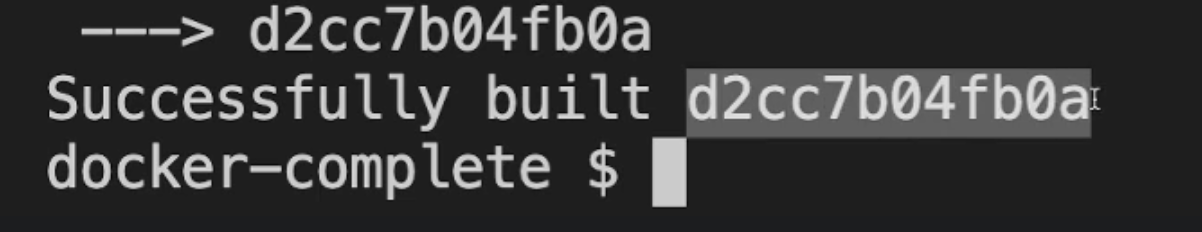 ———> d2cc7b04fb0a
Successfully built d2cc7b04fb0a
docker-complete $